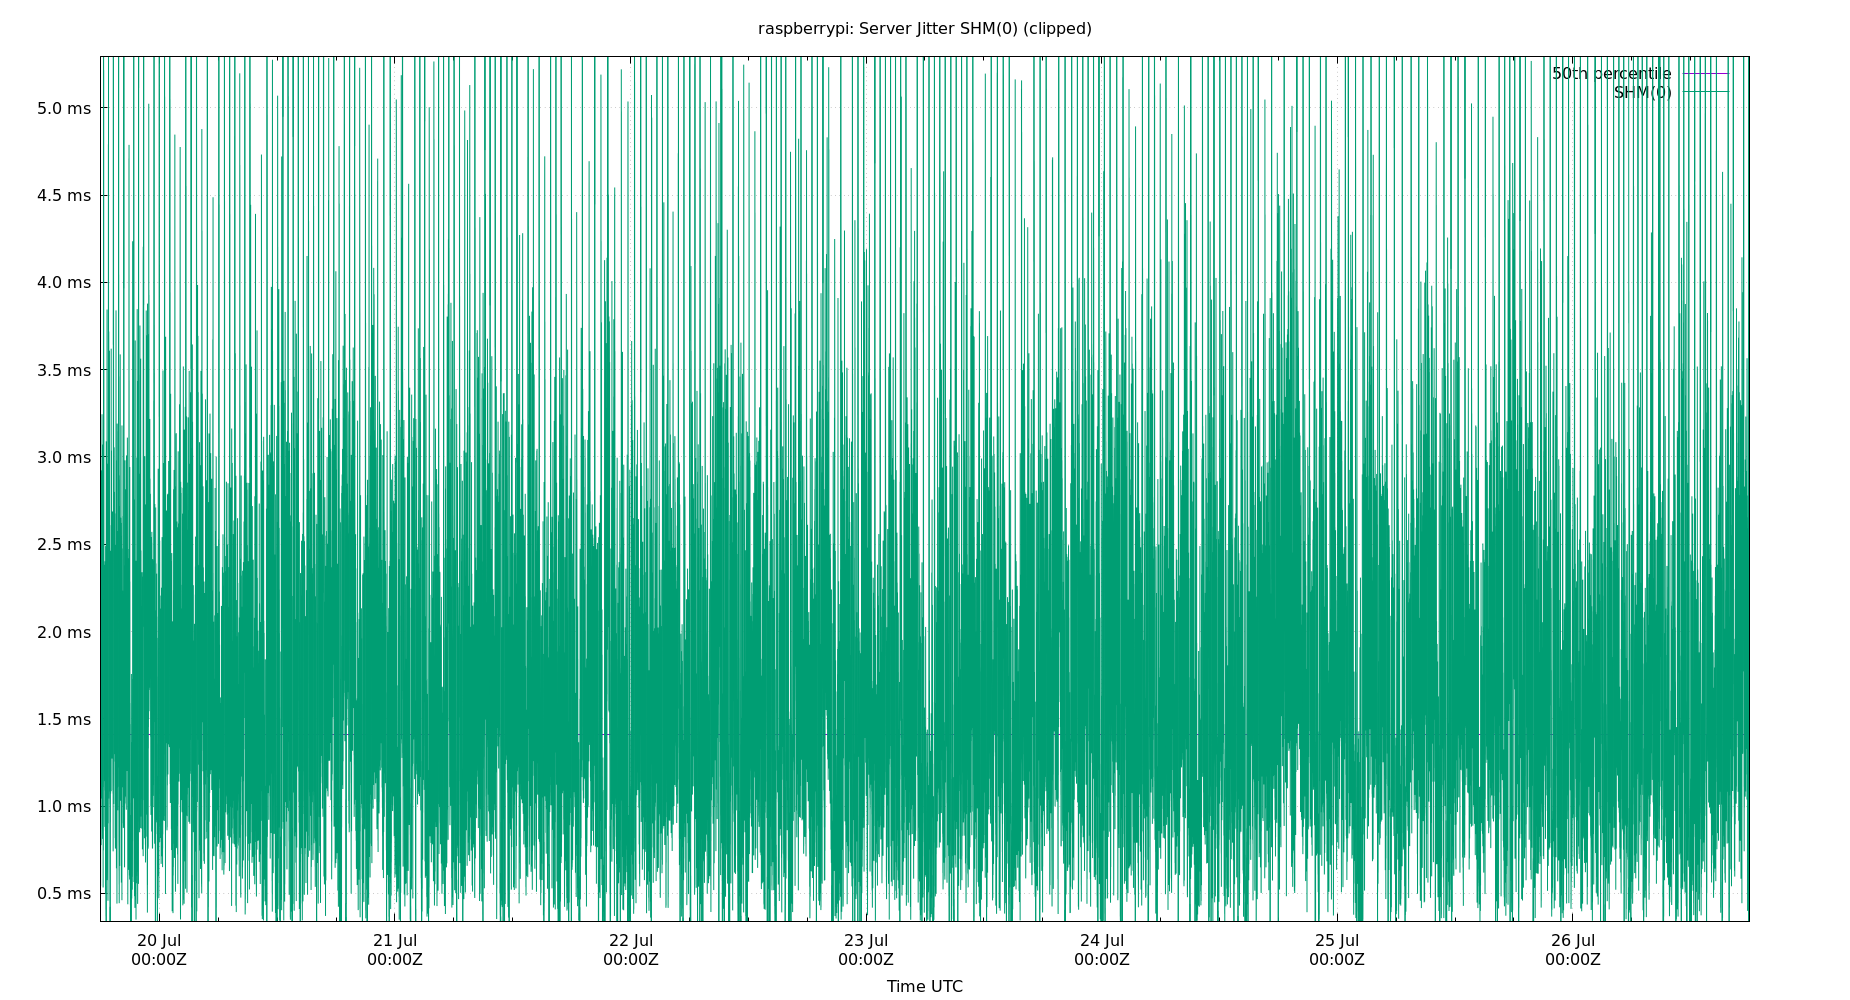 raspberrypi: Server Jitter SHM(0) (clipped)
50th percentile
SHM(0)
5.0 ms
4.5 ms
4.0 ms
3.5 ms
3.0 ms
2.5 ms
2.0 ms
1.5 ms
1.0 ms
0.5 ms
20 Jul 21 Jul 22 Jul 23 Jul 24 Jul 25 Jul 26 Jul
00:00Z 00:00Z 00:00Z 00:00Z 00:00Z 00:00Z 00:00Z
Time UTC